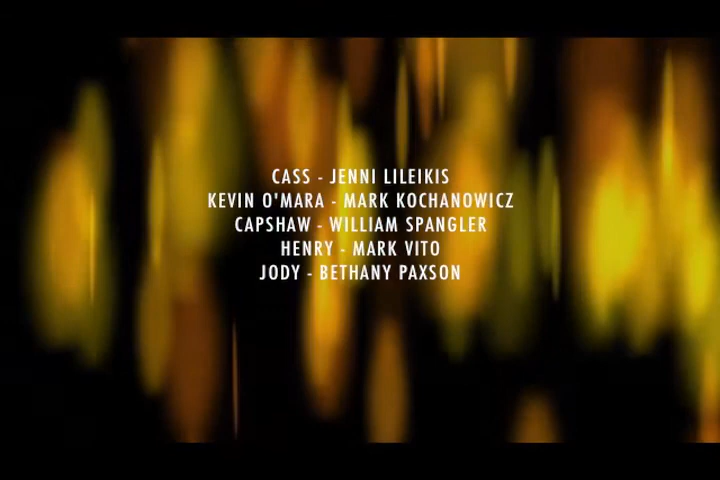 CASS - JENNI LILEIKIS
KEVIN O'MARA - MARK KOCHANOWICZ
CAPSHAW - WILLIAM SPANGLER
HENRY - MARK VITO
JODY - BETHANY PAXSON